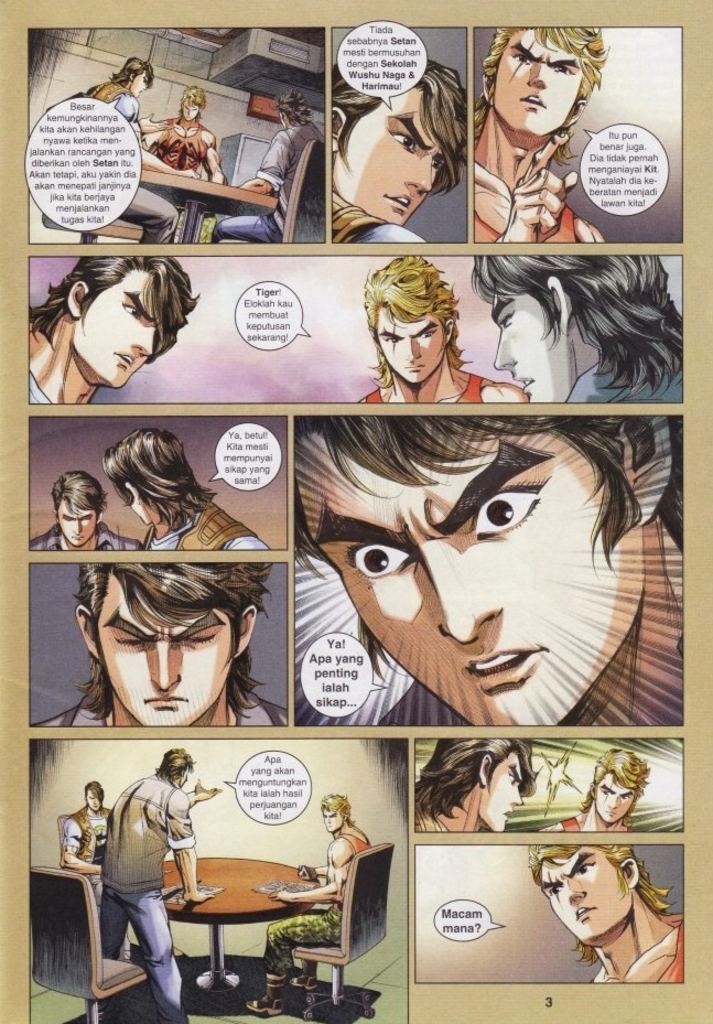 Besar
kemungkinannya
kita akan kehilangan
nyawa ketika men-
jalankan rancangan yang
diberikan oleh Setan itu.
Akan tetapi, aku yakin dia
akan menepati janjinya
jika kita menjalankan
tugas kita!
Tiada
sebabnya Setan
mesti bermusuhan
dengan Sekolah
Wushu Naga &
Harimau!
Itu pun
benar juga.
Dia tidak pernah
menganiayai Kit.
Nyatalah dia ke-
beratan menjadi
lawan kita!
Tiger!
Eloklah kau
membuat
keputusan
sekarang!
Ya, betul!
Kita mesti
mempunyai
sikap yang
sama!
Ya!
Apa yang
penting
ialah
sikap...
Apa
yang akan
menguntungkan
kita ialah hasil
perjuangan
kita!
Macam
mana?
3